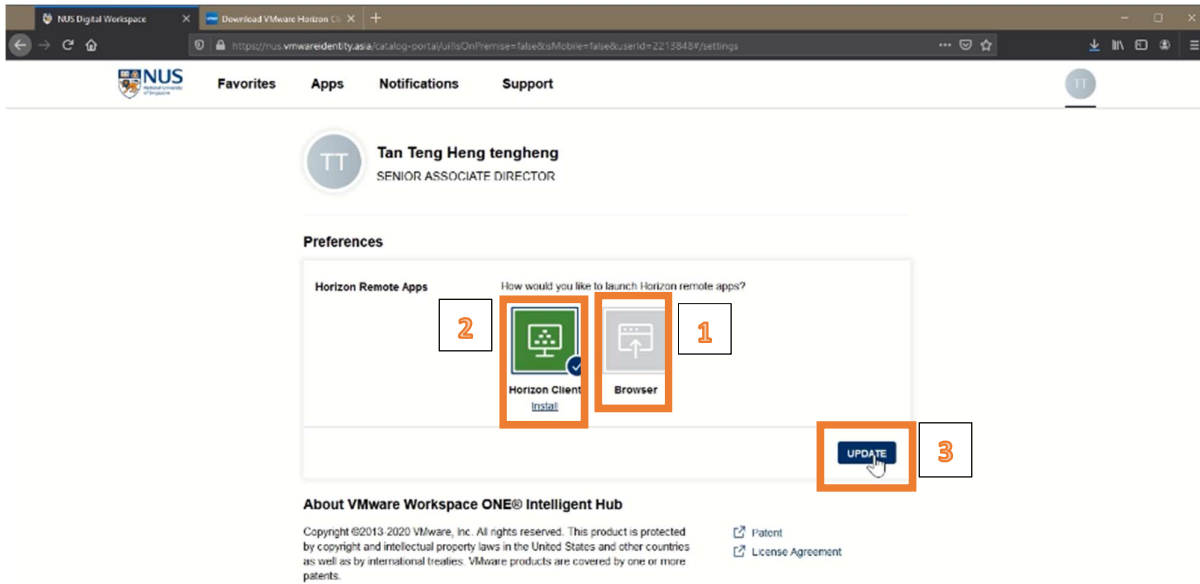 NUS Digital Workspace
Download VMware Horizon Cli
https://nus.vmwareidentity.asia/catalog-portal/ui?isOnPremise=false&isMobile=false&userId=2213848#/settings
NUS
National University
of Singapore
Favorites Apps Notifications Support
TT
TT
Tan Teng Heng tengheng
SENIOR ASSOCIATE DIRECTOR
Preferences
Horizon Remote Apps
How would you like to launch Horizon remote apps?
2
1
Horizon Client
Browser
Install
UPDATE
3
About VMware Workspace ONE® Intelligent Hub
Copyright ©2013-2020 VMware, Inc. All rights reserved. This product is protected
by copyright and intellectual property laws in the United States and other countries
as well as by international treaties. VMware products are covered by one or more
patents.
Patent
License Agreement